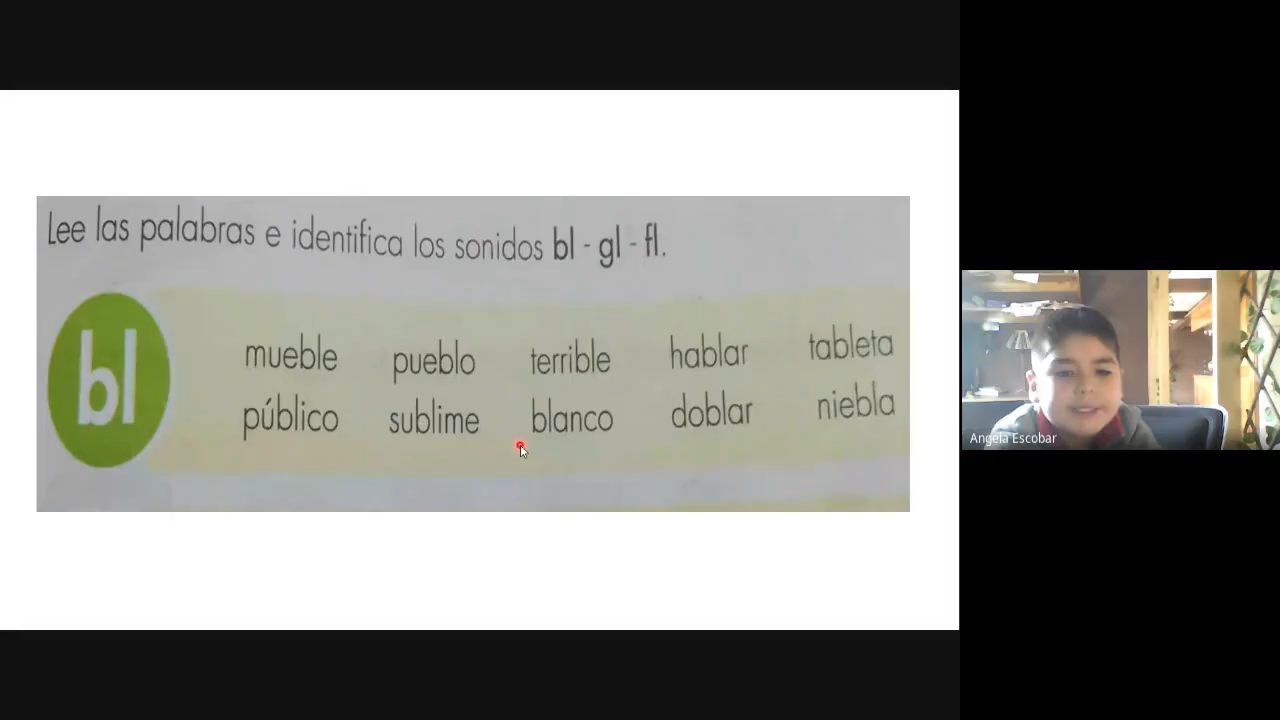 Lee las palabras e identifica los sonidos bl - gl - fl.
bl
mueble pueblo terrible hablar tableta
público sublime blanco doblar niebla
Angela Escobar